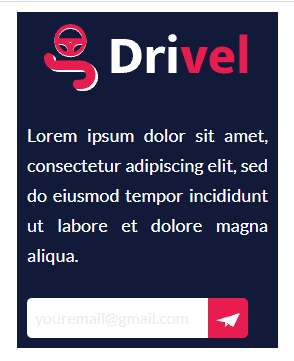 Drivel
Lorem ipsum dolor sit amet,
consectetur adipiscing elit, sed
do eiusmod tempor incididunt
ut labore et dolore magna
aliqua.
youremail@gmail.com